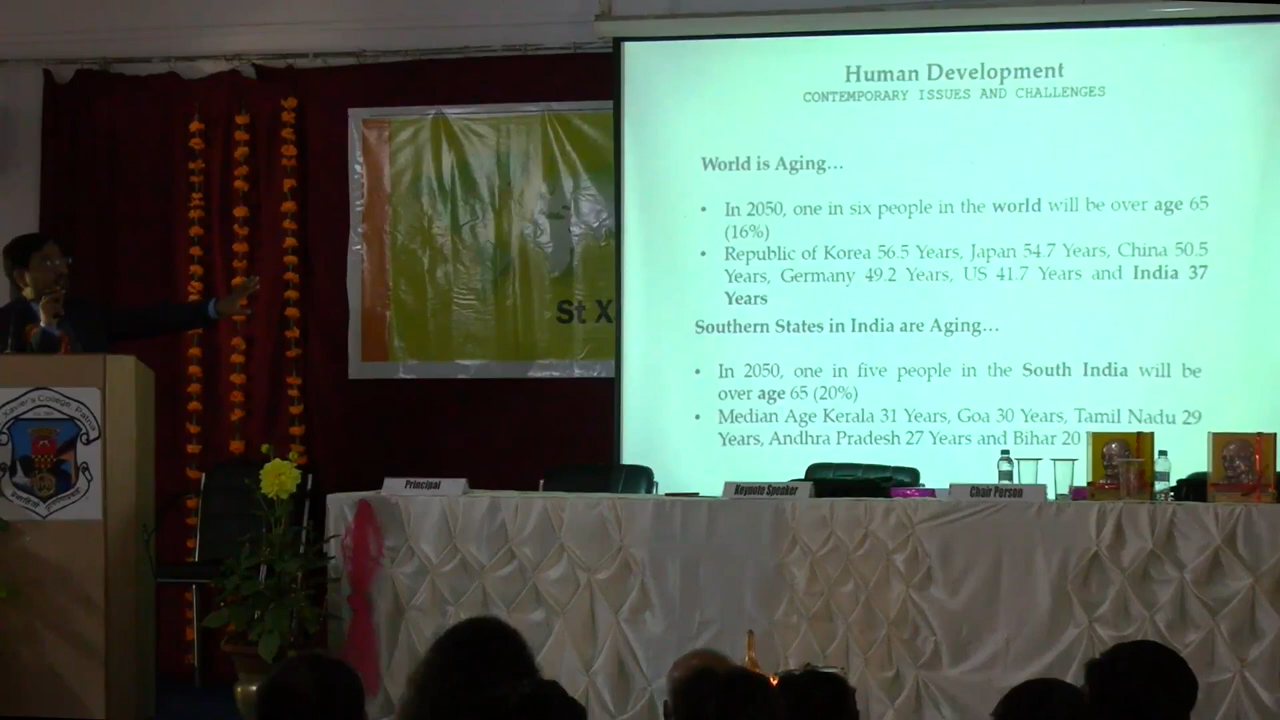 Human Development
CONTEMPORARY ISSUES AND CHALLENGES
World is Aging...
• In 2050, one in six people in the world will be over age 65
(16%)
• Republic of Korea 56.5 Years, Japan 54.7 Years, China 50.5
Years, Germany 49.2 Years, US 41.7 Years and India 37
Years
Southern States in India are Aging...
• In 2050, one in five people in the South India will be
over age 65 (20%)
• Median Age Kerala 31 Years, Goa 30 Years, Tamil Nadu 29
Years, Andhra Pradesh 27 Years and Bihar 20
St X
Xavier's College, Patna
Principal
Keynote Speaker
Chair Person